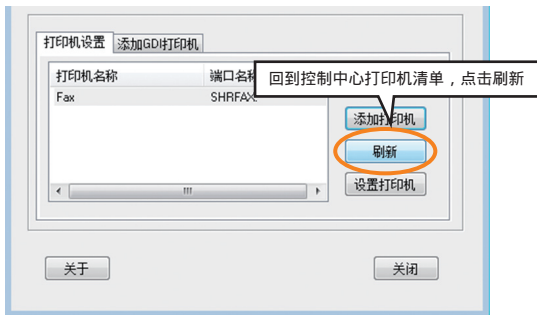 打印机设置 添加GDI打印机
打印机名称 端口名称
回到控制中心打印机清单，点击刷新
Fax SHRFAX:
添加打印机
刷新
设置打印机
关于 关闭